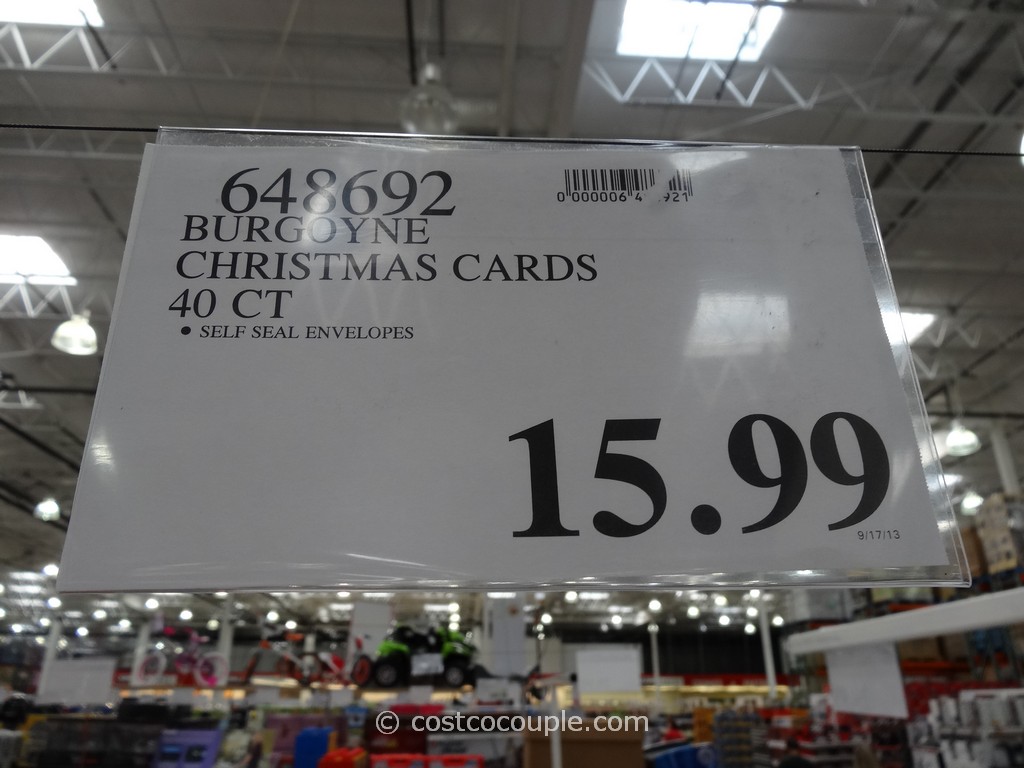 648692
BURGOYNE
CHRISTMAS CARDS
40 CT
• SELF SEAL ENVELOPES
15.99
9/17/13
© costcocouple.com